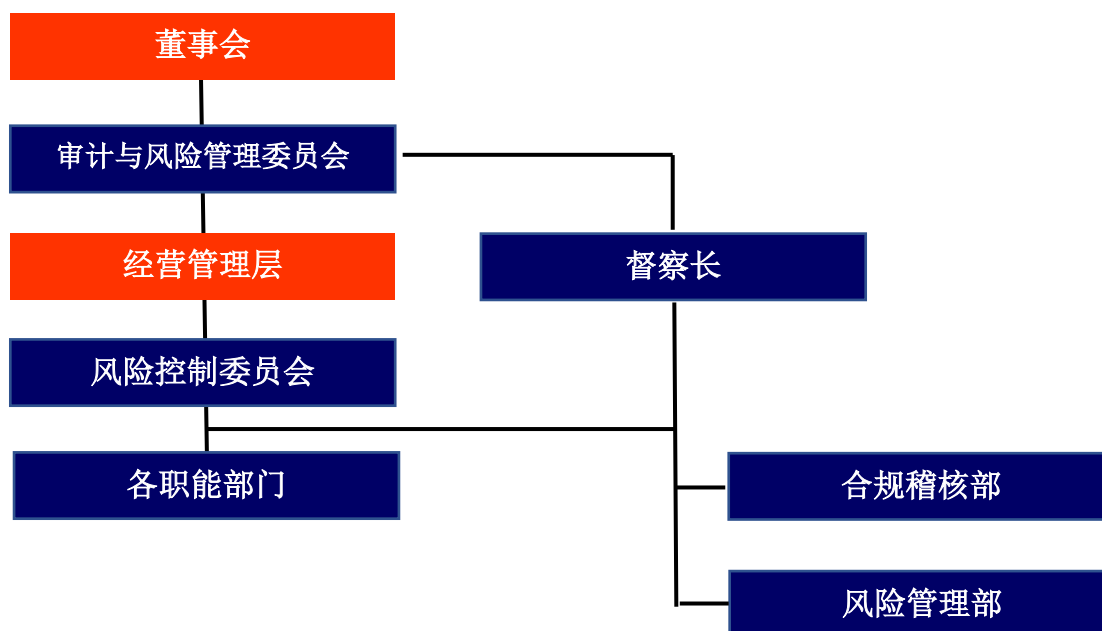 董事会
审计与风险管理委员会
经营管理层
督察长
风险控制委员会
各职能部门
合规稽核部
风险管理部